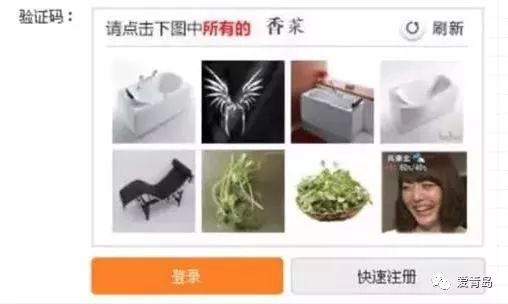 验证码：
请点击下图中所有的 香菜
刷新
登录
快速注册
爱青岛